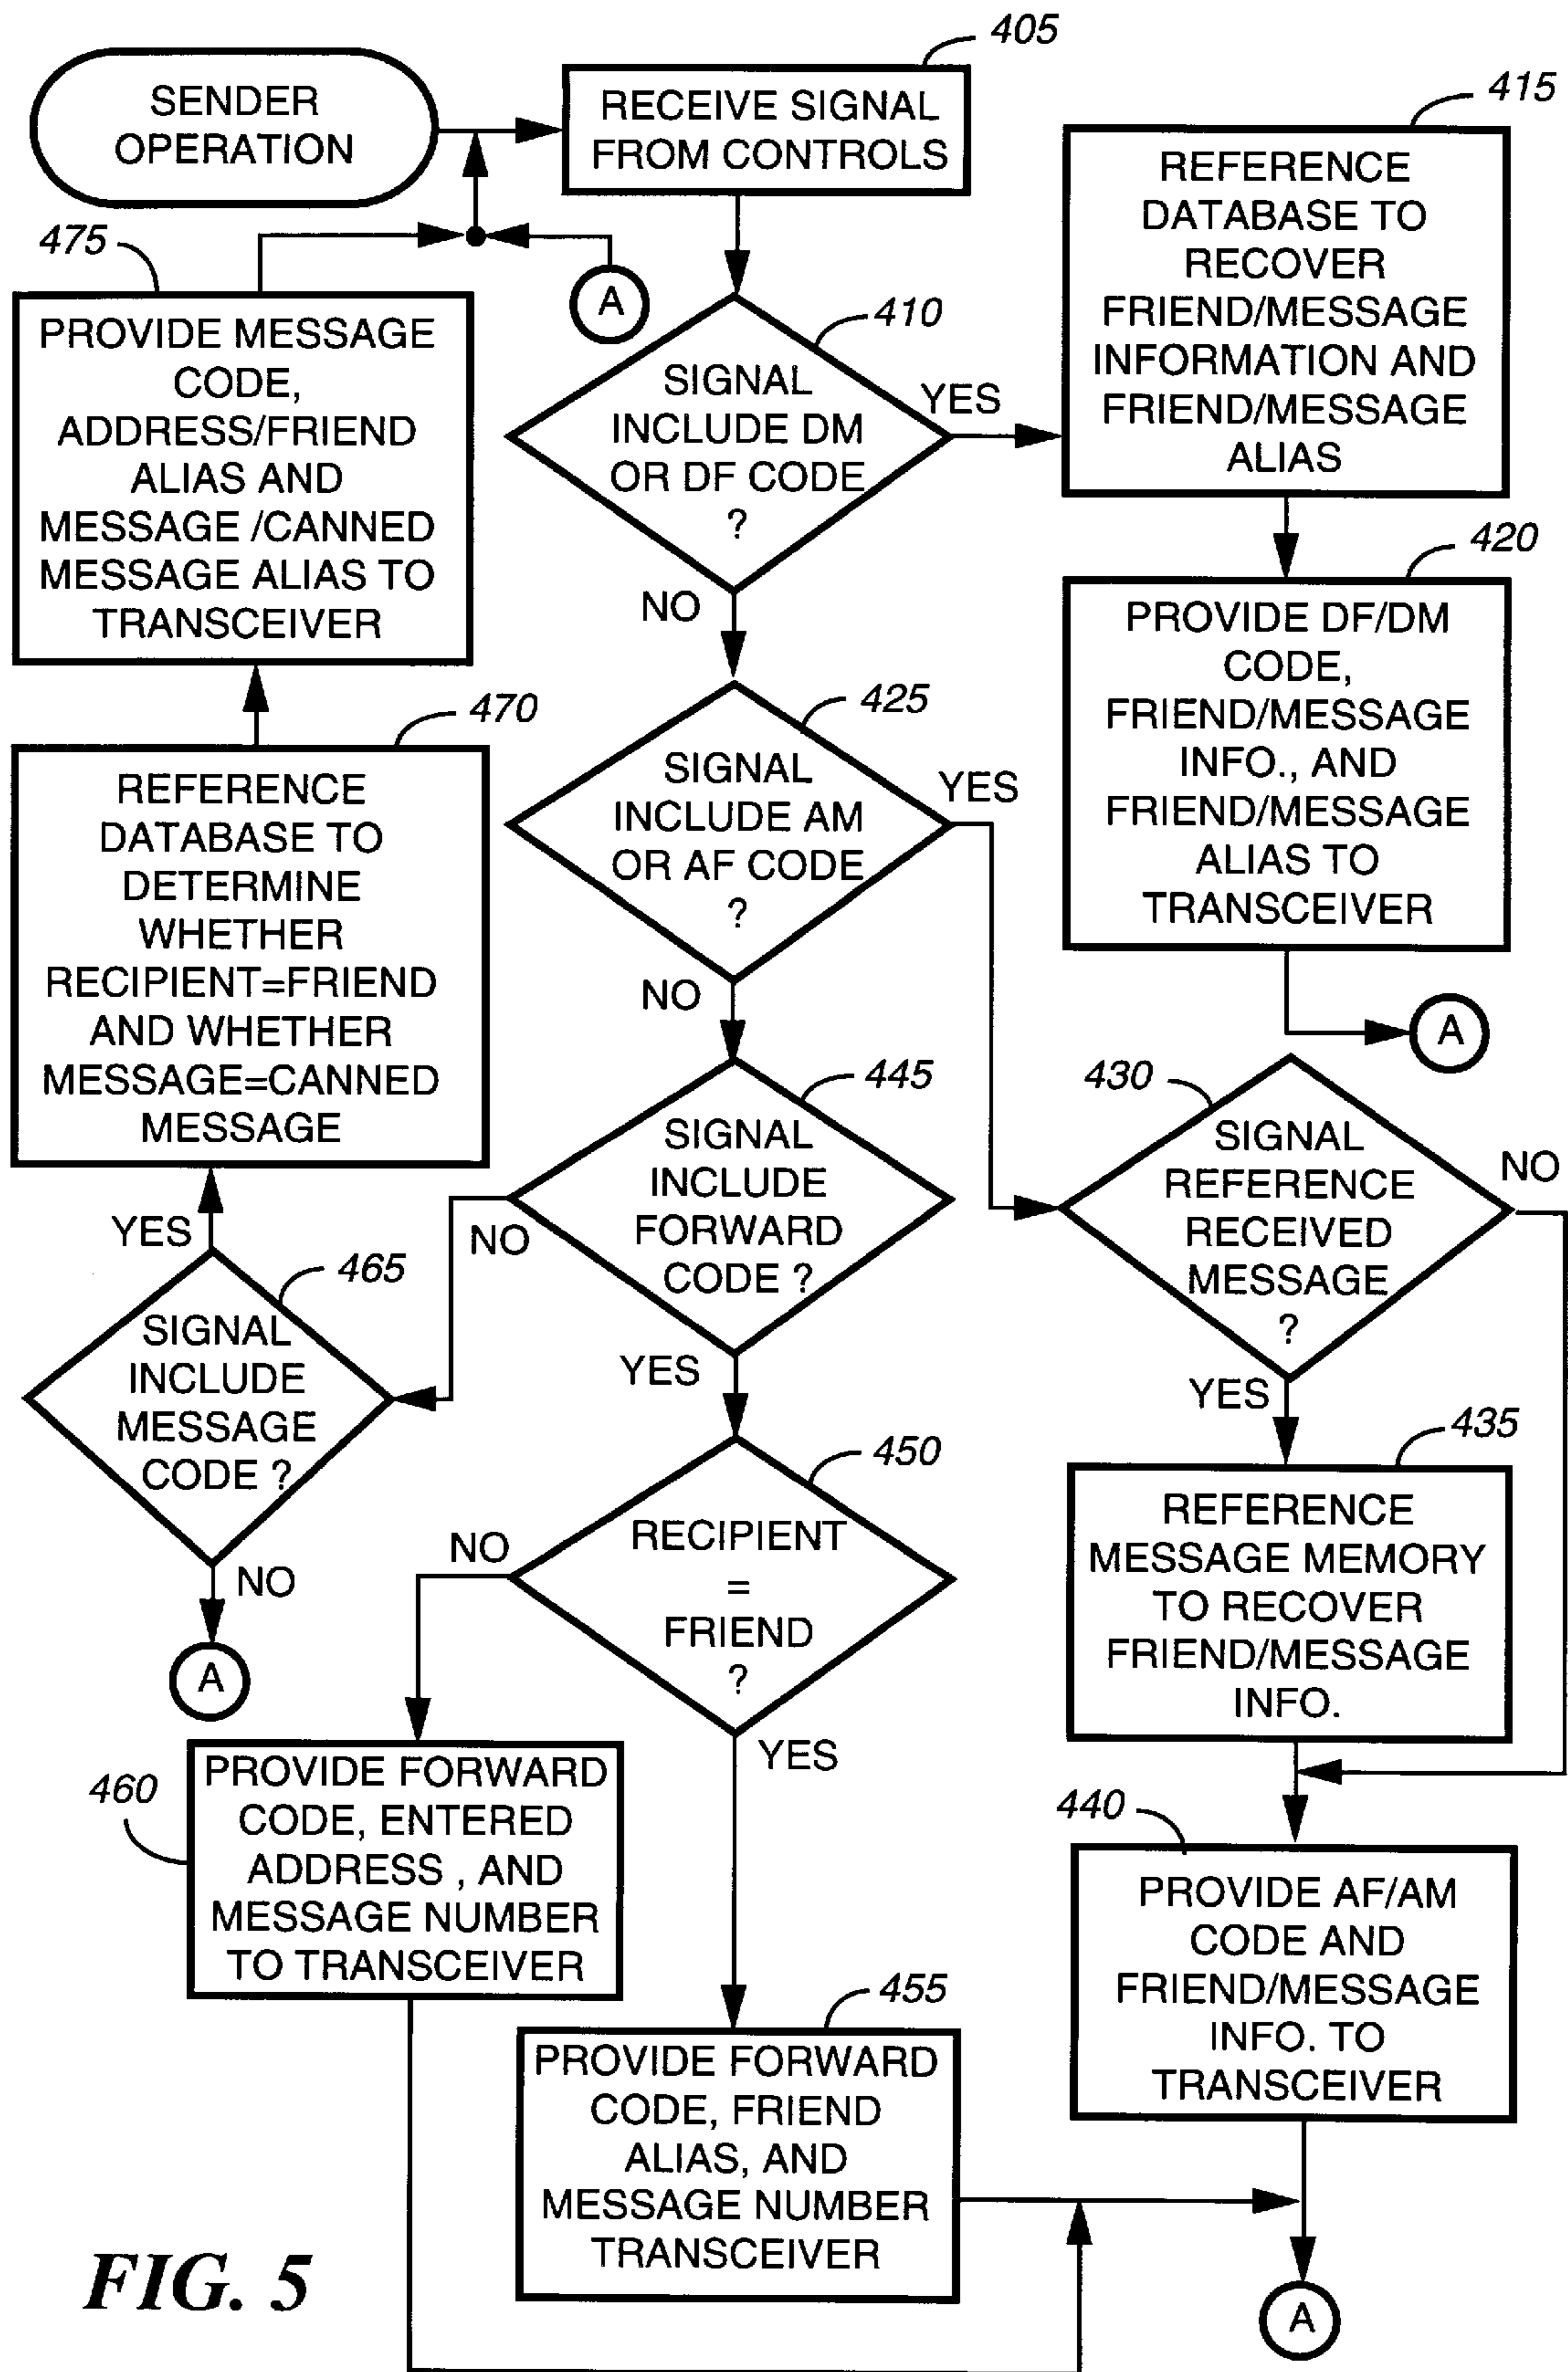 SENDER
OPERATION
405
RECEIVE SIGNAL
FROM CONTROLS
415
REFERENCE
DATABASE TO
RECOVER
FRIEND/MESSAGE
INFORMATION AND
FRIEND/MESSAGE
ALIAS
475
PROVIDE MESSAGE
CODE,
ADDRESS/FRIEND
ALIAS AND
MESSAGE /CANNED
MESSAGE ALIAS TO
TRANSCEIVER
A
410
SIGNAL
INCLUDE DM
OR DF CODE
?
YES
NO
420
PROVIDE DF/DM
CODE,
FRIEND/MESSAGE
INFO., AND
FRIEND/MESSAGE
ALIAS TO
TRANSCEIVER
A
470
REFERENCE
DATABASE TO
DETERMINE
WHETHER
RECIPIENT=FRIEND
AND WHETHER
MESSAGE=CANNED
MESSAGE
425
SIGNAL
INCLUDE AM
OR AF CODE
?
YES
NO
445
SIGNAL
INCLUDE
FORWARD
CODE ?
NO
YES
430
SIGNAL
REFERENCE
RECEIVED
MESSAGE
?
NO
YES
YES
465
SIGNAL
INCLUDE
MESSAGE
CODE ?
NO
A
450
RECIPIENT
=
FRIEND
?
NO
YES
435
REFERENCE
MESSAGE MEMORY
TO RECOVER
FRIEND/MESSAGE
INFO.
460
PROVIDE FORWARD
CODE, ENTERED
ADDRESS , AND
MESSAGE NUMBER
TO TRANSCEIVER
440
PROVIDE AF/AM
CODE AND
FRIEND/MESSAGE
INFO. TO
TRANSCEIVER
455
PROVIDE FORWARD
CODE, FRIEND
ALIAS, AND
MESSAGE NUMBER
TRANSCEIVER
A
FIG. 5